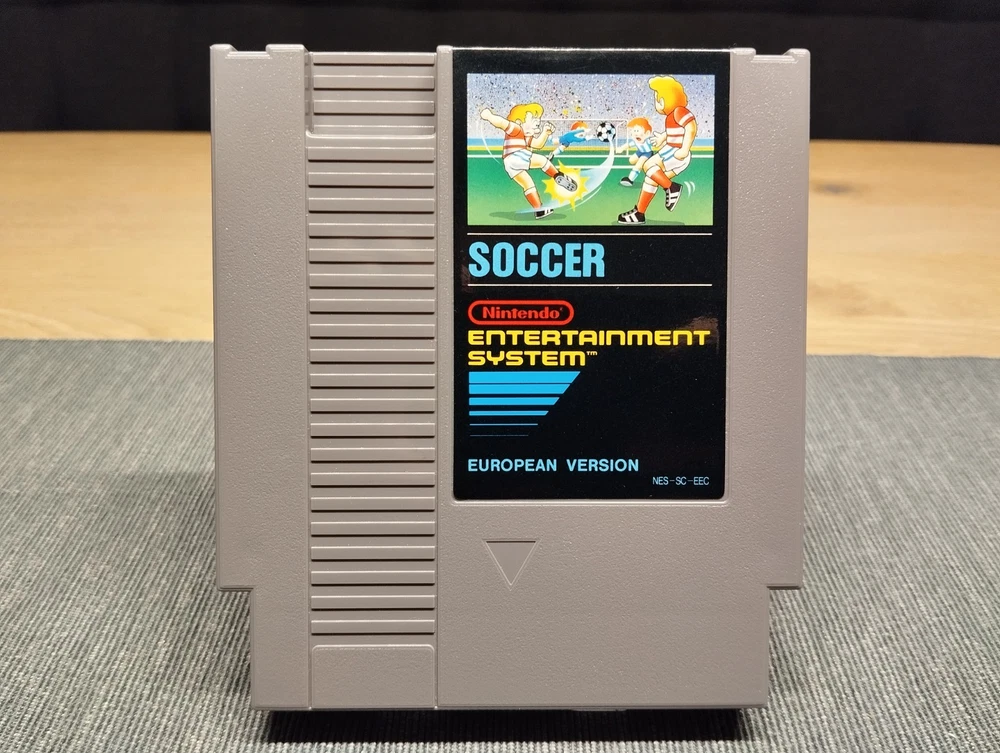 SOCCER
Nintendo®
ENTERTAINMENT
SYSTEM™
EUROPEAN VERSION
NES-SC-EEC